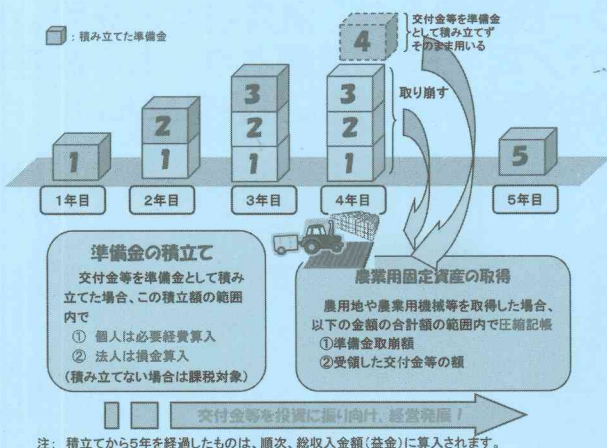 :積み立てた準備金
交付金等を準備金
として積み立てず
そのまま用いる
4
取り崩す
3
3
2
2
2
1
1
1
1
5
1年目
2年目
3年目
4年目
5年目
準備金の積立て
交付金等を準備金として積み
立てた場合、この積立額の範囲
内で
① 個人は必要経費算入
② 法人は損金算入
(積み立てない場合は課税対象)
農業用固定資産の取得
農用地や農業用機械等を取得した場合、
以下の金額の合計額の範囲内で圧縮記帳
①準備金取崩額
②受領した交付金等の額
交付金等を投資に振り向け、経営発展!
注: 積立てから5年を経過したものは、順次、総収入金額(益金)に算入されます。